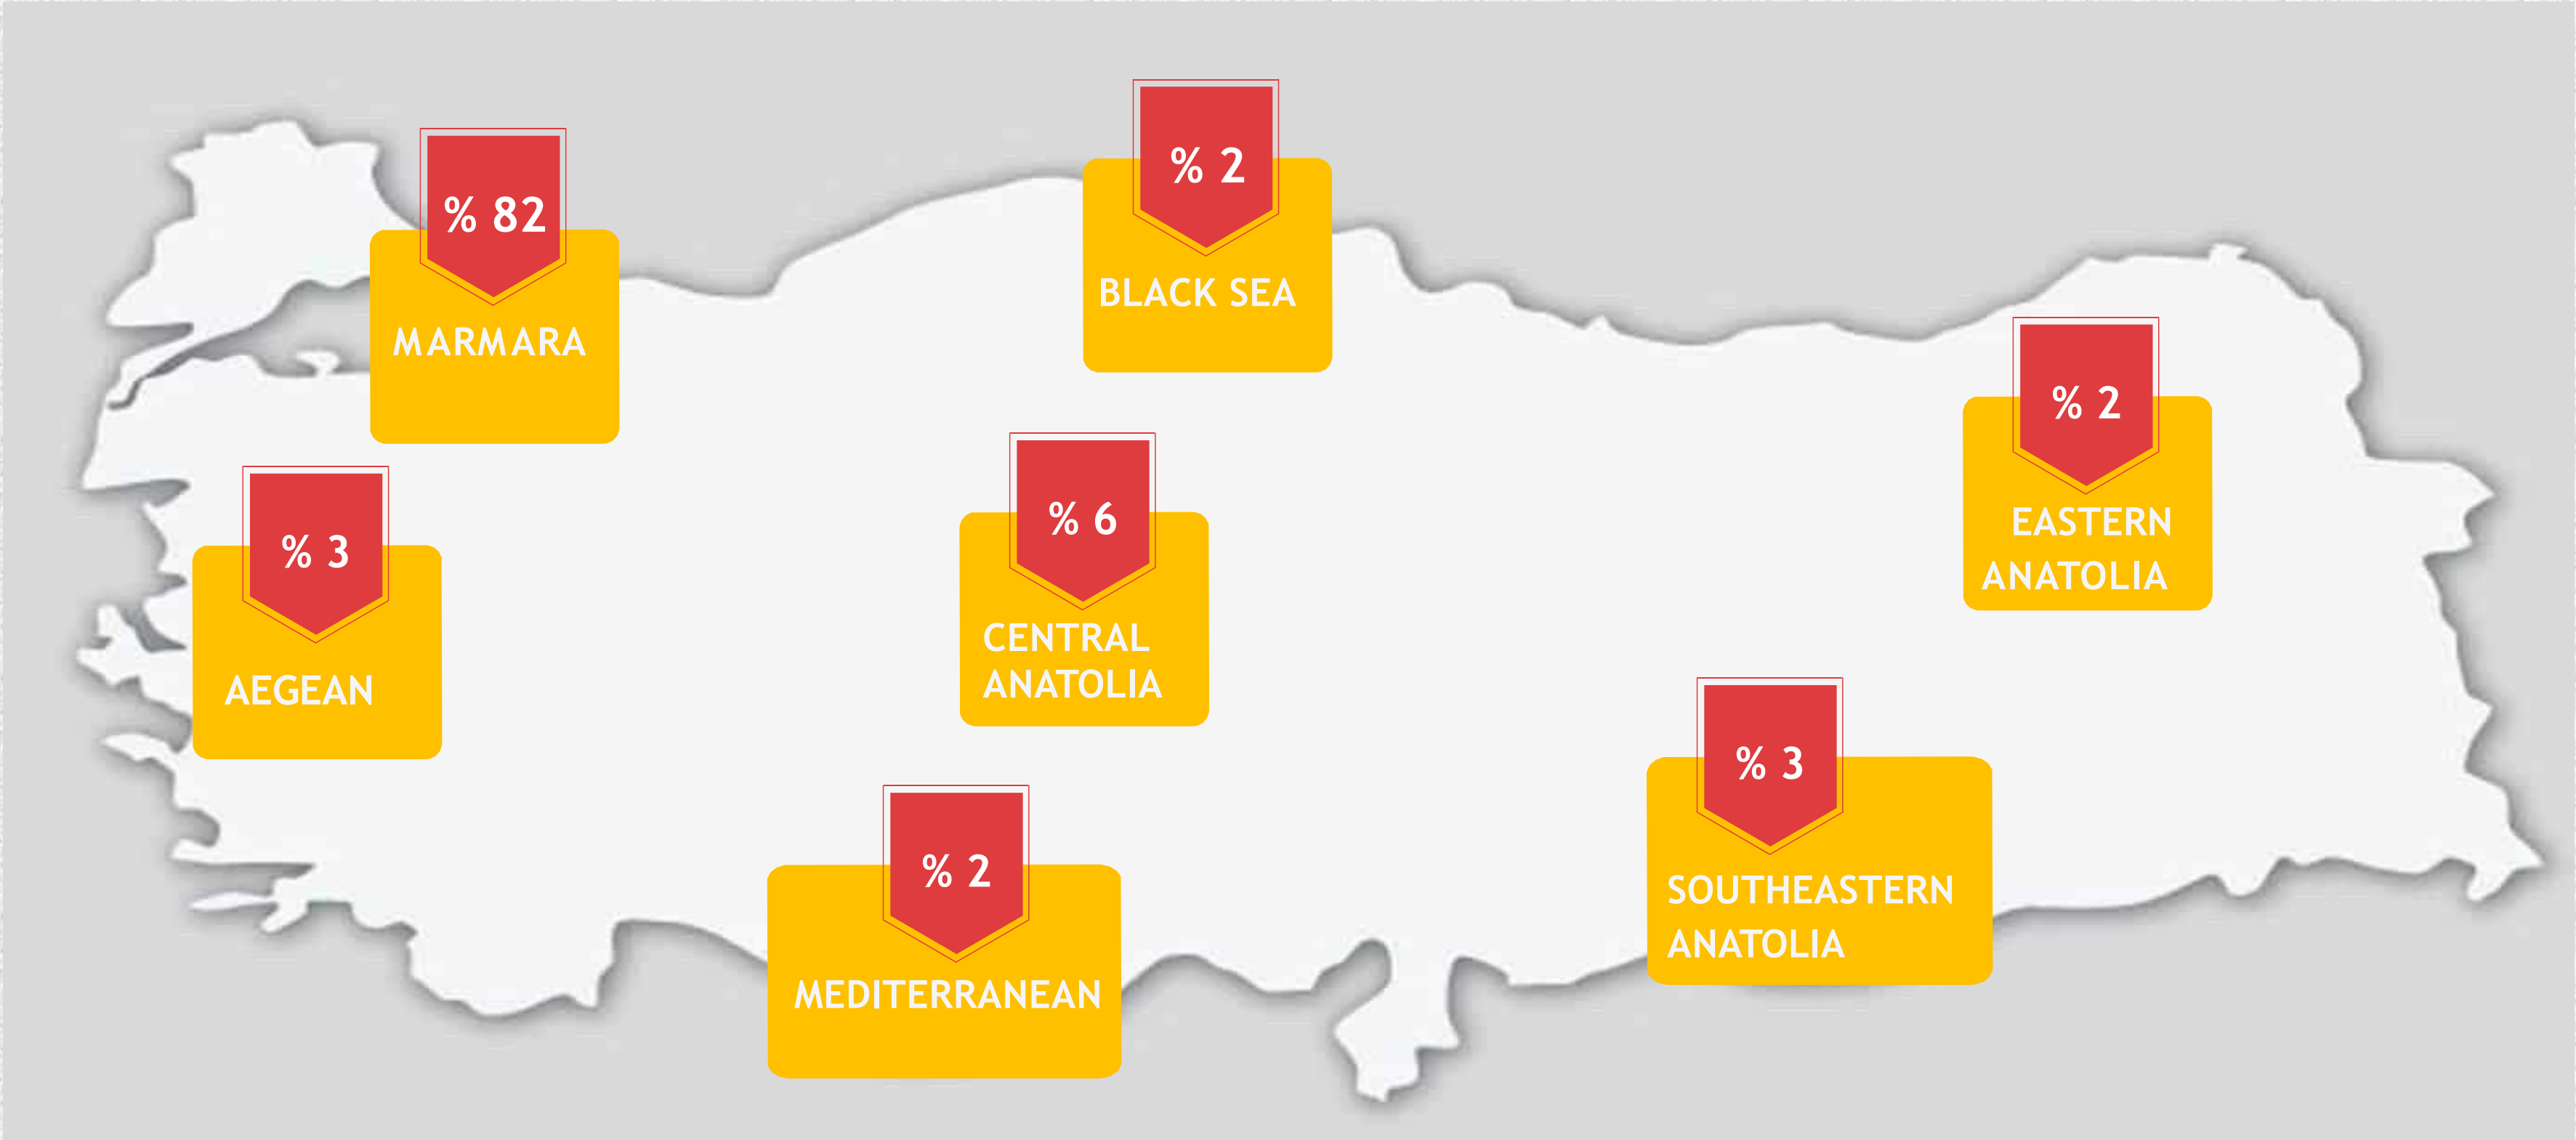 % 2
BLACK SEA
% 82
MARMARA
% 2
EASTERN
ANATOLIA
% 6
CENTRAL
ANATOLIA
% 3
AEGEAN
% 3
SOUTHEASTERN
ANATOLIA
% 2
MEDITERRANEAN